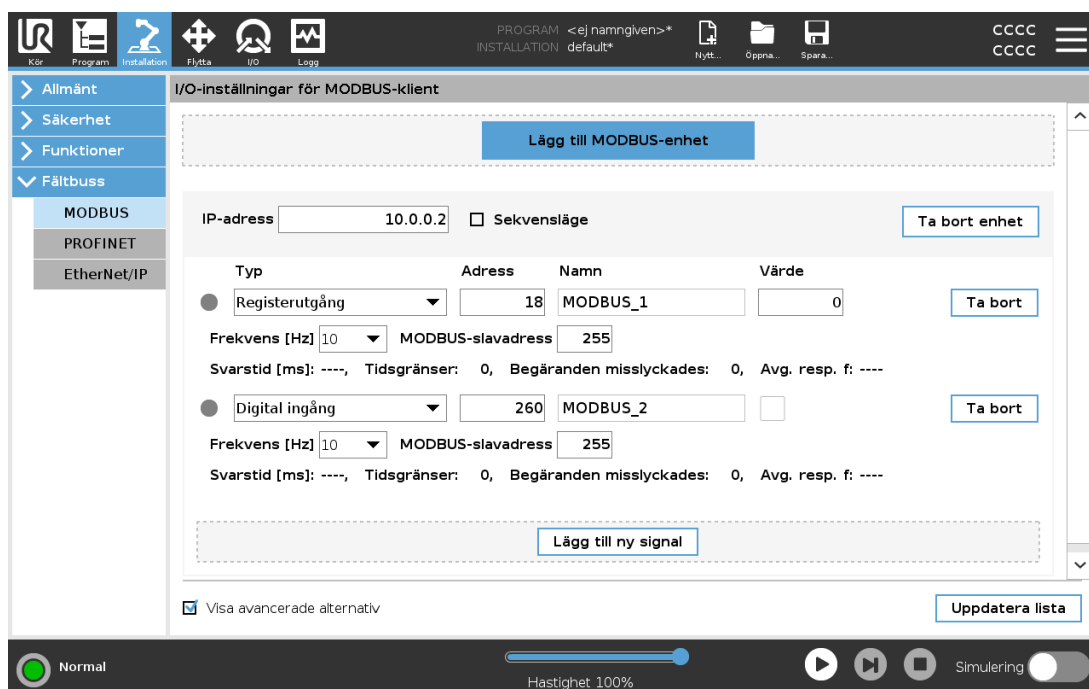 PROGRAM <ej namngiven>*
INSTALLATION default*
CCCC
CCCC
UR
Kör Program Installation Flytta I/O Logg Nytt... Öppna... Spara...
Allmänt
Säkerhet
Funktioner
Fältbuss
MODBUS
PROFINET
EtherNet/IP
I/O-inställningar för MODBUS-klient
Lägg till MODBUS-enhet
IP-adress 10.0.0.2 Sekvensläge Ta bort enhet
Typ Adress Namn Värde
Registerutgång 18 MODBUS_1 0 Ta bort
Frekvens [Hz] 10 MODBUS-slavadress 255
Svarstid [ms]: ----, Tidsgränser: 0, Begäranden misslyckades: 0, Avg. resp. f: ----
Digital ingång 260 MODBUS_2 Ta bort
Frekvens [Hz] 10 MODBUS-slavadress 255
Svarstid [ms]: ----, Tidsgränser: 0, Begäranden misslyckades: 0, Avg. resp. f: ----
Lägg till ny signal
Visa avancerade alternativ Uppdatera lista
Normal Hastighet 100% Simulering